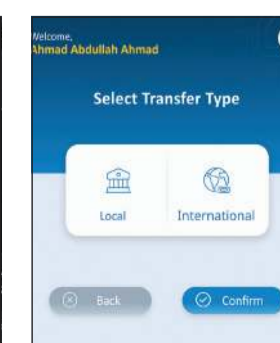 Welcome,
Ahmad Abdullah Ahmad
Select Transfer Type
Local International
Back Confirm